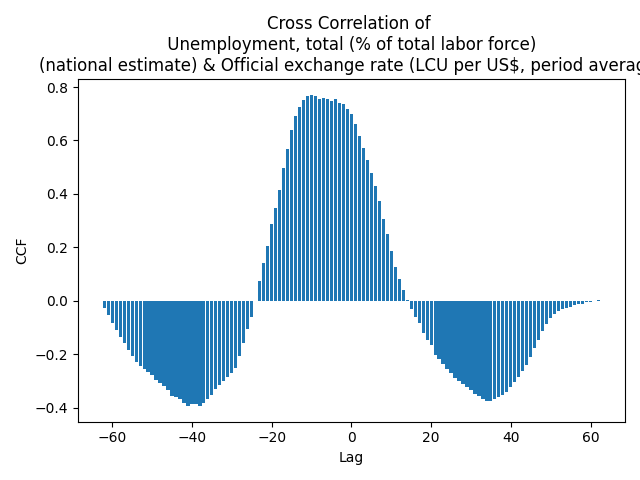 Cross Correlation of
Unemployment, total (% of total labor force)
(national estimate) & Official exchange rate (LCU per US$, period averag
0.8
0.6
0.4
0.2
0.0
−0.2
−0.4
CCF
−60
−40
−20
0
20
40
60
Lag